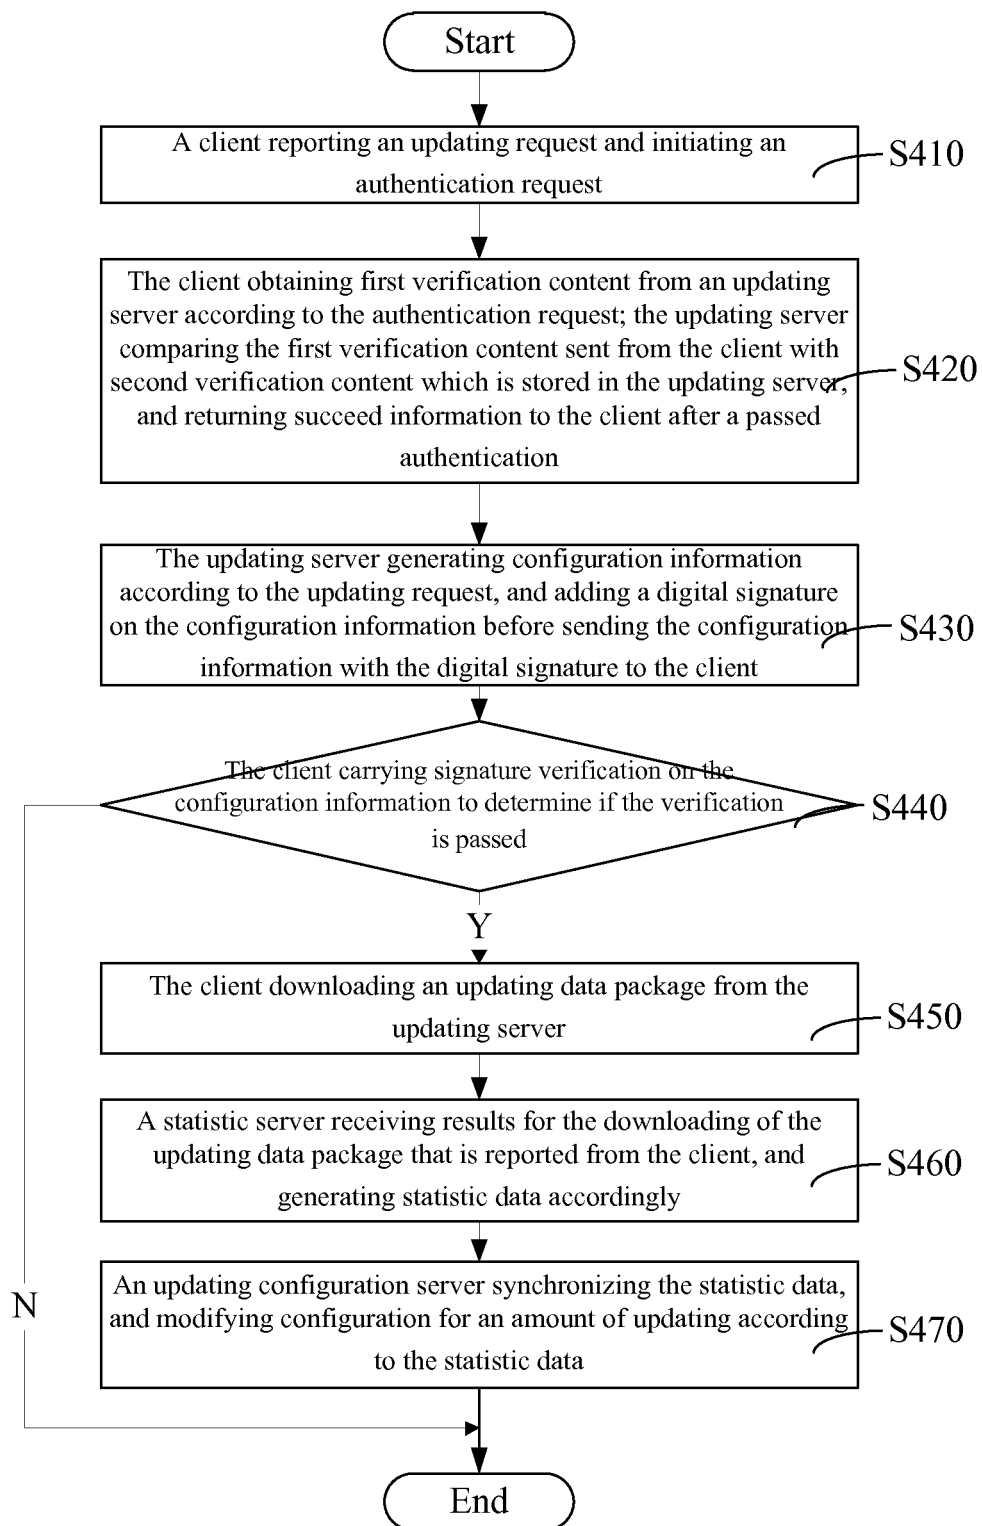 Start
A client reporting an updating request and initiating an
authentication request
S410
The client obtaining first verification content from an updating
server according to the authentication request; the updating server
comparing the first verification content sent from the client with
second verification content which is stored in the updating server,
and returning succeed information to the client after a passed
authentication
S420
The updating server generating configuration information
according to the updating request, and adding a digital signature
on the configuration information before sending the configuration
information with the digital signature to the client
S430
The client carrying signature verification on the
configuration information to determine if the verification
is passed
S440
Y
The client downloading an updating data package from the
updating server
S450
A statistic server receiving results for the downloading of the
updating data package that is reported from the client, and
generating statistic data accordingly
S460
N
An updating configuration server synchronizing the statistic data,
and modifying configuration for an amount of updating according
to the statistic data
S470
End